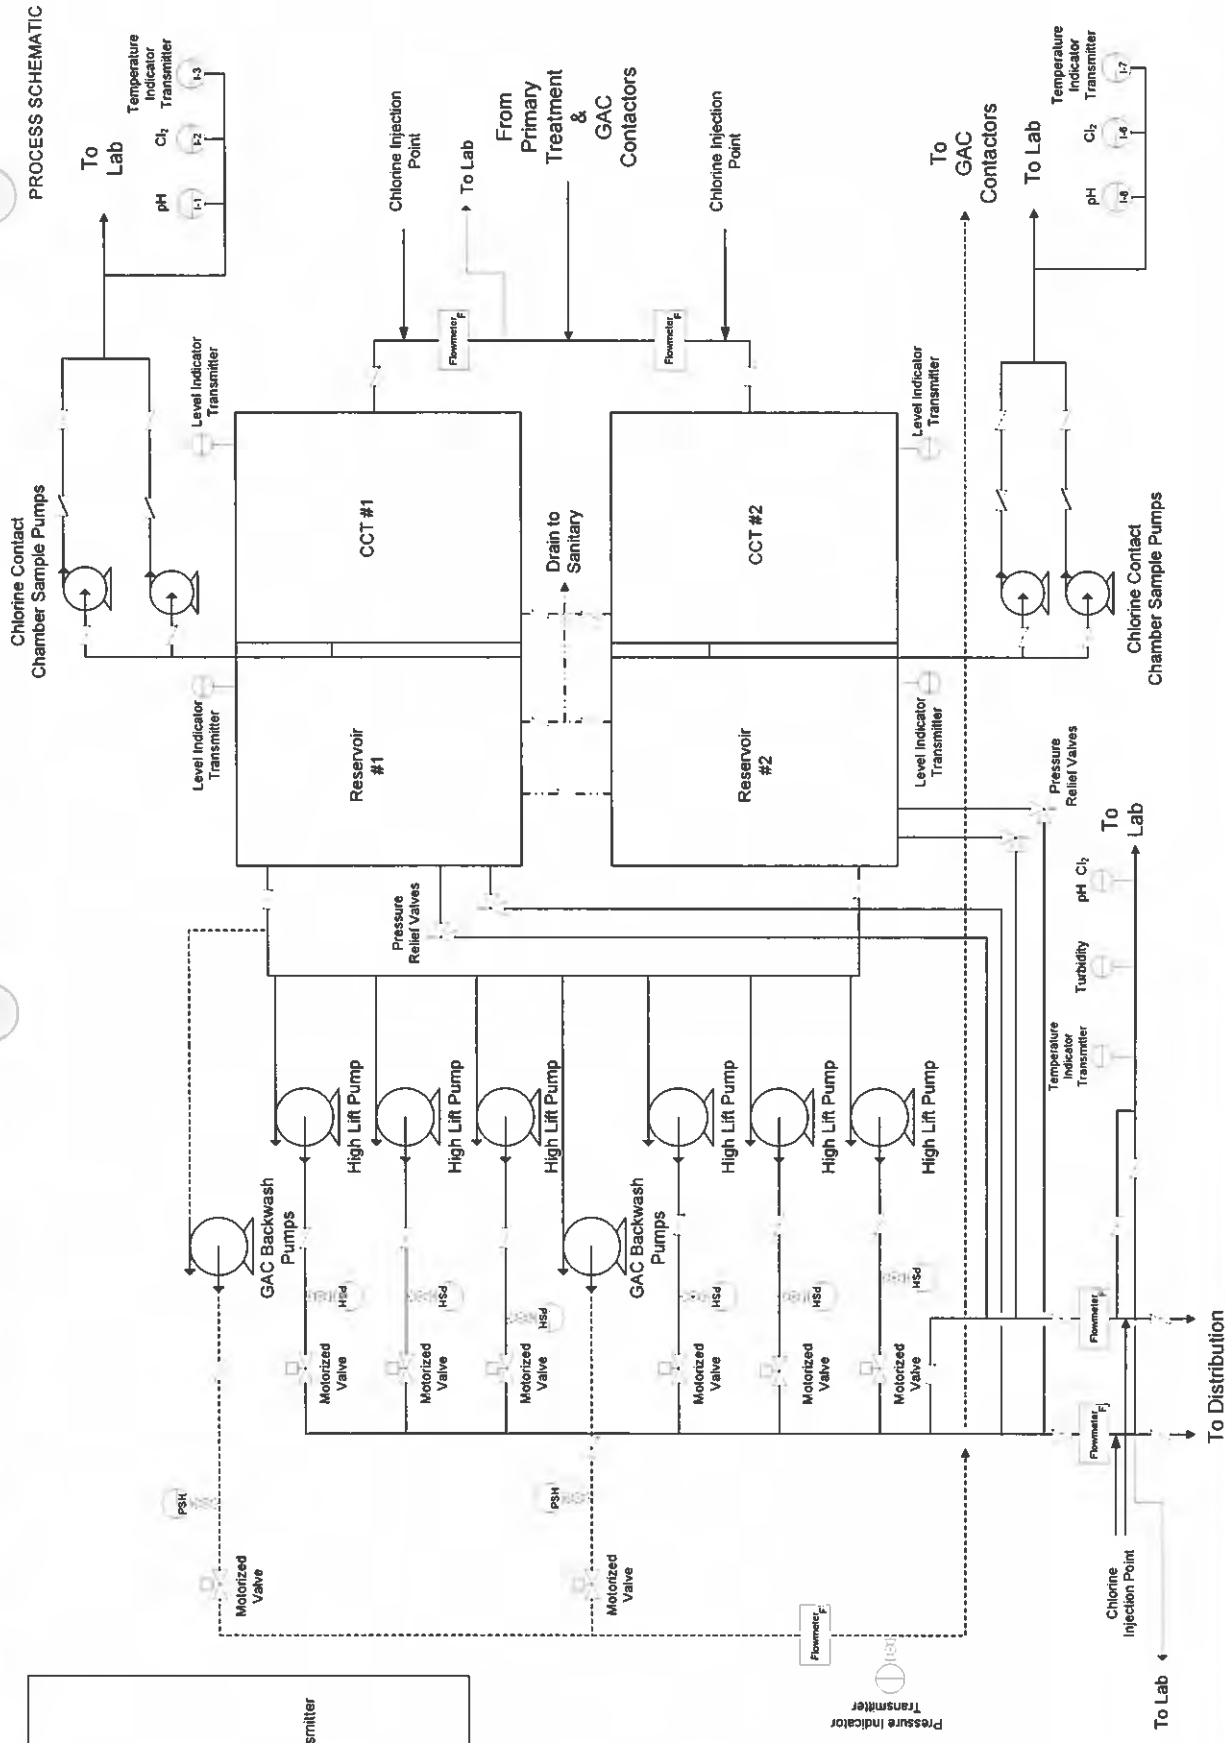 PROCESS SCHEMATIC
Chlorine Contact
Chamber Sample Pumps
To
Lab
pH
Cl₂
Temperature
Indicator
Transmitter
I-1
I-2
I-3
Level Indicator
Transmitter
Level Indicator
Transmitter
Reservoir
#1
CCT #1
Chlorine Injection
Point
Flowmeter
F
To Lab
From
Primary
Treatment
&
GAC
Contactors
Flowmeter
F
Chlorine Injection
Point
Drain to
Sanitary
Reservoir
#2
CCT #2
Level Indicator
Transmitter
Level Indicator
Transmitter
To
GAC
Contactors
To Lab
pH
Cl₂
Temperature
Indicator
Transmitter
I-8
I-6
I-7
Chlorine Contact
Chamber Sample Pumps
Pressure
Relief Valves
Pressure
Relief Valves
GAC Backwash
Pumps
High Lift Pump
High Lift Pump
High Lift Pump
GAC Backwash
Pumps
High Lift Pump
High Lift Pump
High Lift Pump
PSH
PSH
PSH
PSH
PSH
PSH
PSH
PSH
Motorized
Valve
Motorized
Valve
Motorized
Valve
Motorized
Valve
Motorized
Valve
Motorized
Valve
Motorized
Valve
Motorized
Valve
Temperature
Indicator
Transmitter
Turbidity
pH Cl₂
To
Lab
Flowmeter
F
Flowmeter
F
Flowmeter
F
To Distribution
Chlorine
Injection Point
To Lab
Pressure Indicator
Transmitter
smitter